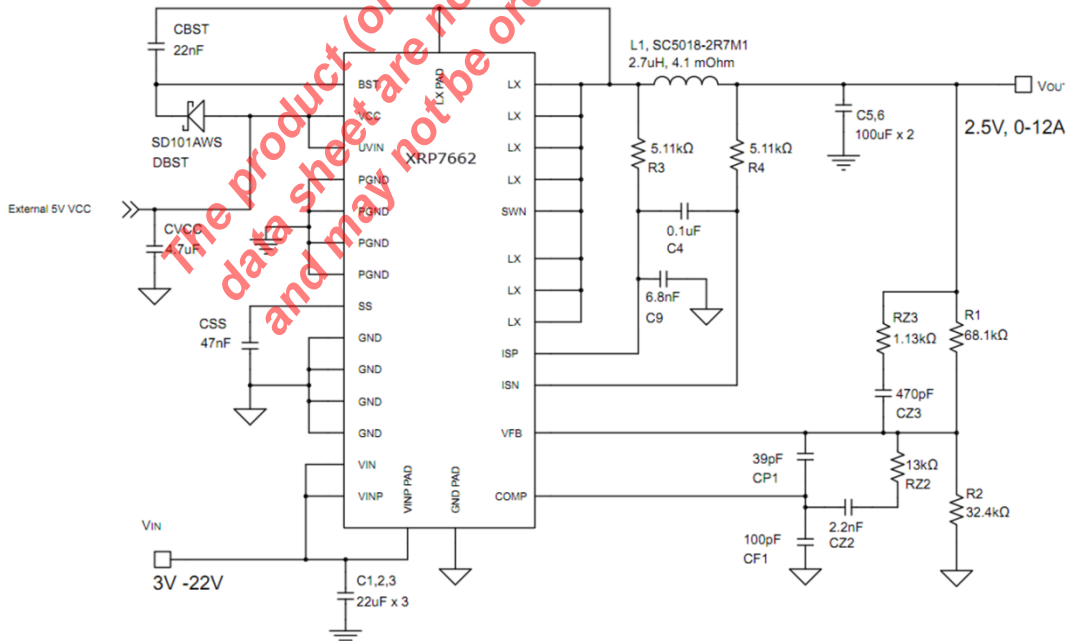 The product (or
data sheet are no
and may not be or
CBST
22nF
SD101AWS
DBST
External 5V VCC
CVCC
4.7uF
CSS
47nF
VIN
3V -22V
C1,2,3
22uF x 3
XRP7662
LX PAD
BST
VCC
UVIN
PGND
PGND
PGND
PGND
SS
GND
GND
GND
GND
VIN
VINP
VINP PAD
GND PAD
LX
LX
LX
LX
SWN
LX
LX
LX
ISP
ISN
VFB
COMP
L1, SC5018-2R7M1
2.7uH, 4.1 mOhm
5.11kΩ
R3
5.11kΩ
R4
0.1uF
C4
6.8nF
C9
C5,6
100uF x 2
2.5V, 0-12A
RZ3
1.13kΩ
R1
68.1kΩ
470pF
CZ3
39pF
CP1
13kΩ
RZ2
2.2nF
CZ2
100pF
CF1
R2
32.4kΩ